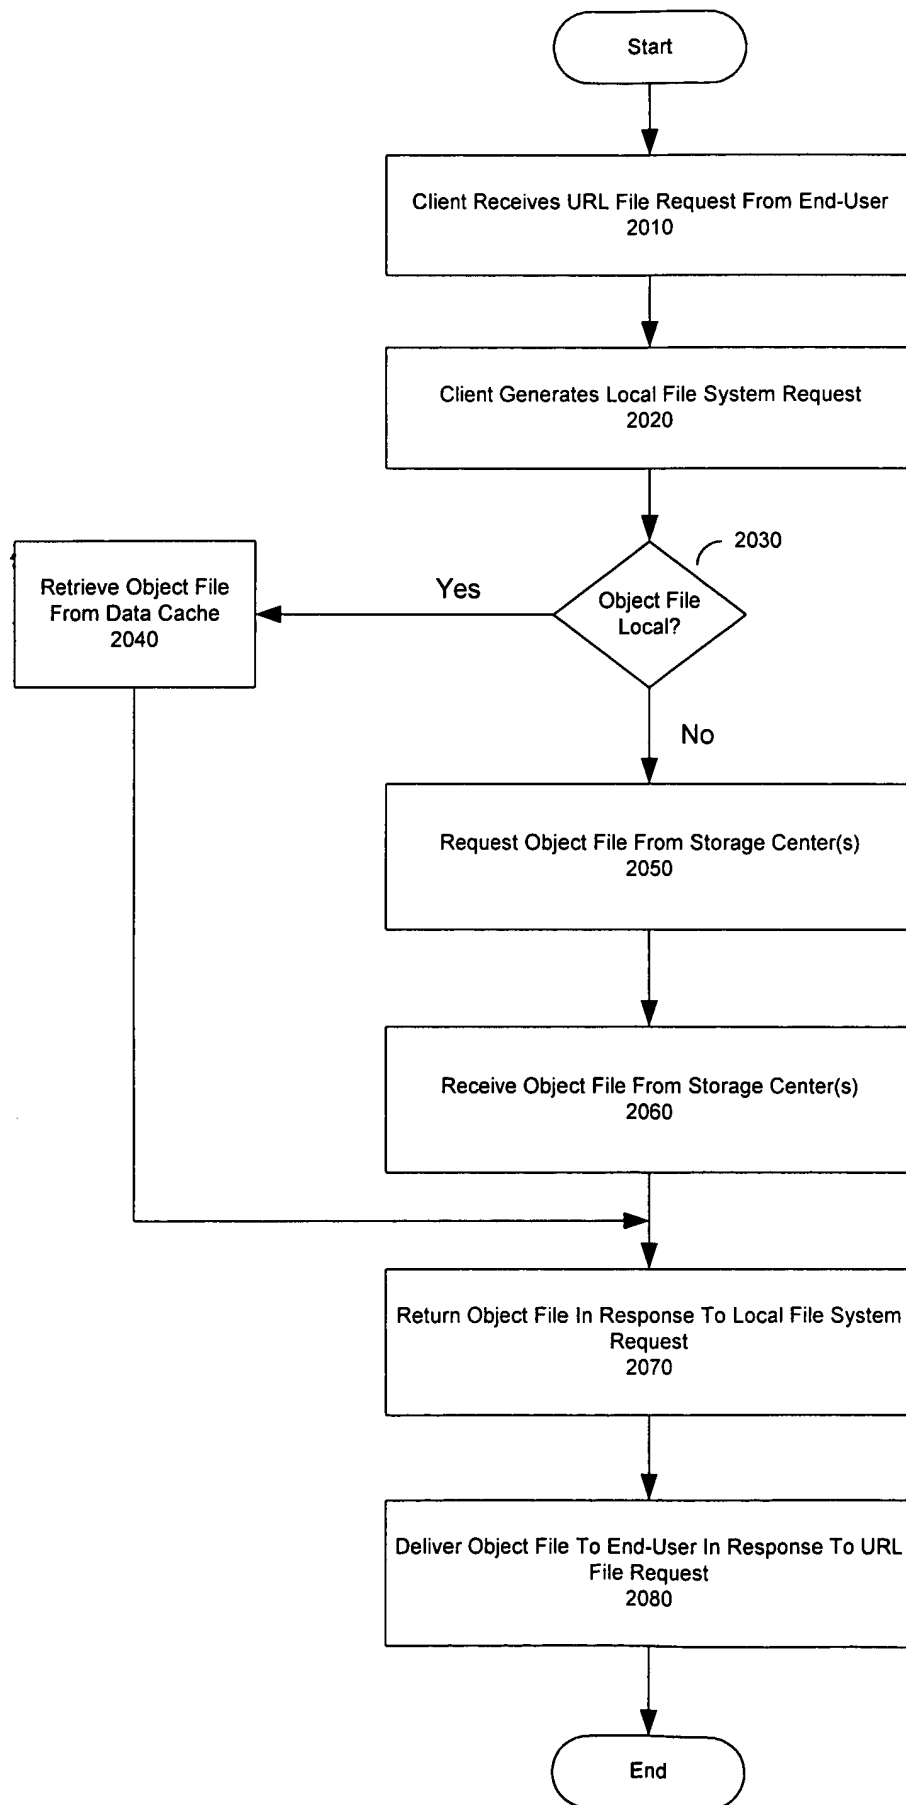 Start
Client Receives URL File Request From End-User
2010
Client Generates Local File System Request
2020
2030
Object File
Local?
Yes
Retrieve Object File
From Data Cache
2040
No
Request Object File From Storage Center(s)
2050
Receive Object File From Storage Center(s)
2060
Return Object File In Response To Local File System
Request
2070
Deliver Object File To End-User In Response To URL
File Request
2080
End